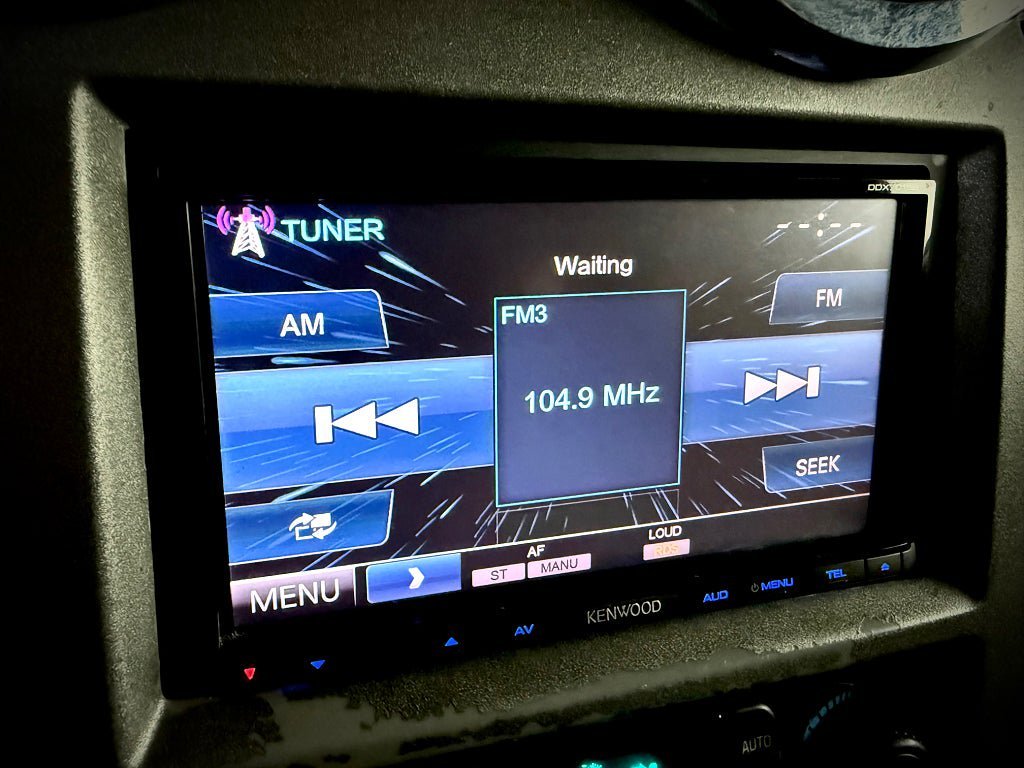 TUNER
Waiting
AM
FM
FM3
104.9 MHz
SEEK
AF
LOUD
ST
MANU
RDS
MENU
AV
KENWOOD
AUD
MENU
TEL
AUTO